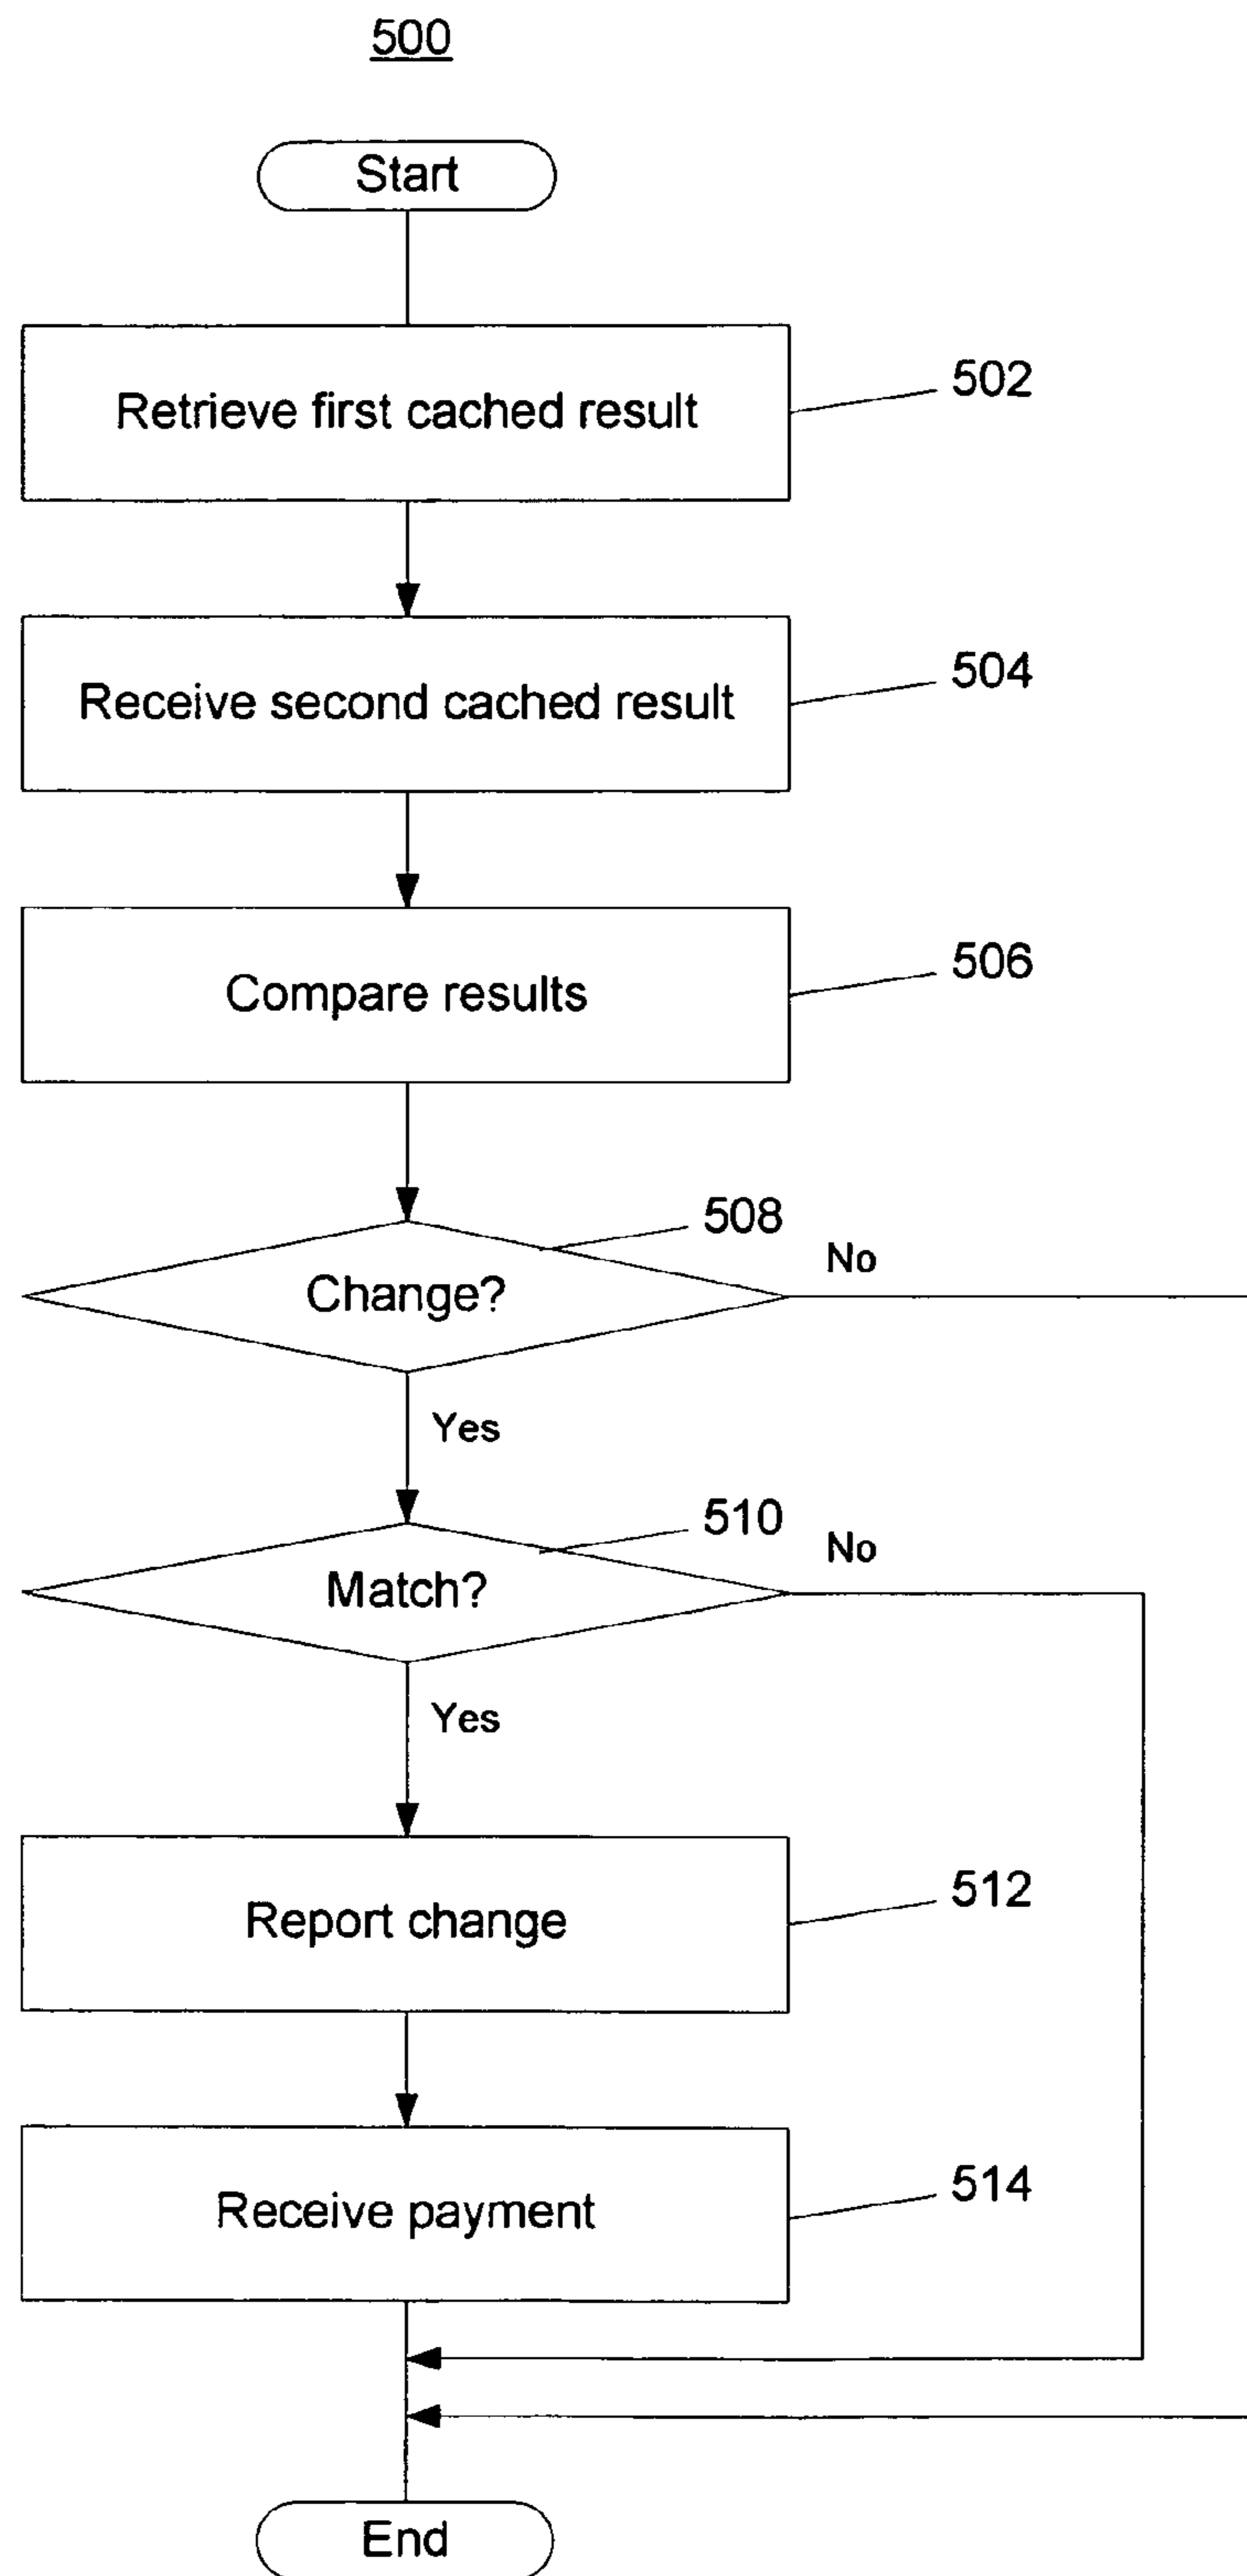 500
Start
Retrieve first cached result
502
Receive second cached result
504
Compare results
506
508
Change?
No
Yes
510
Match?
No
Yes
Report change
512
Receive payment
514
End